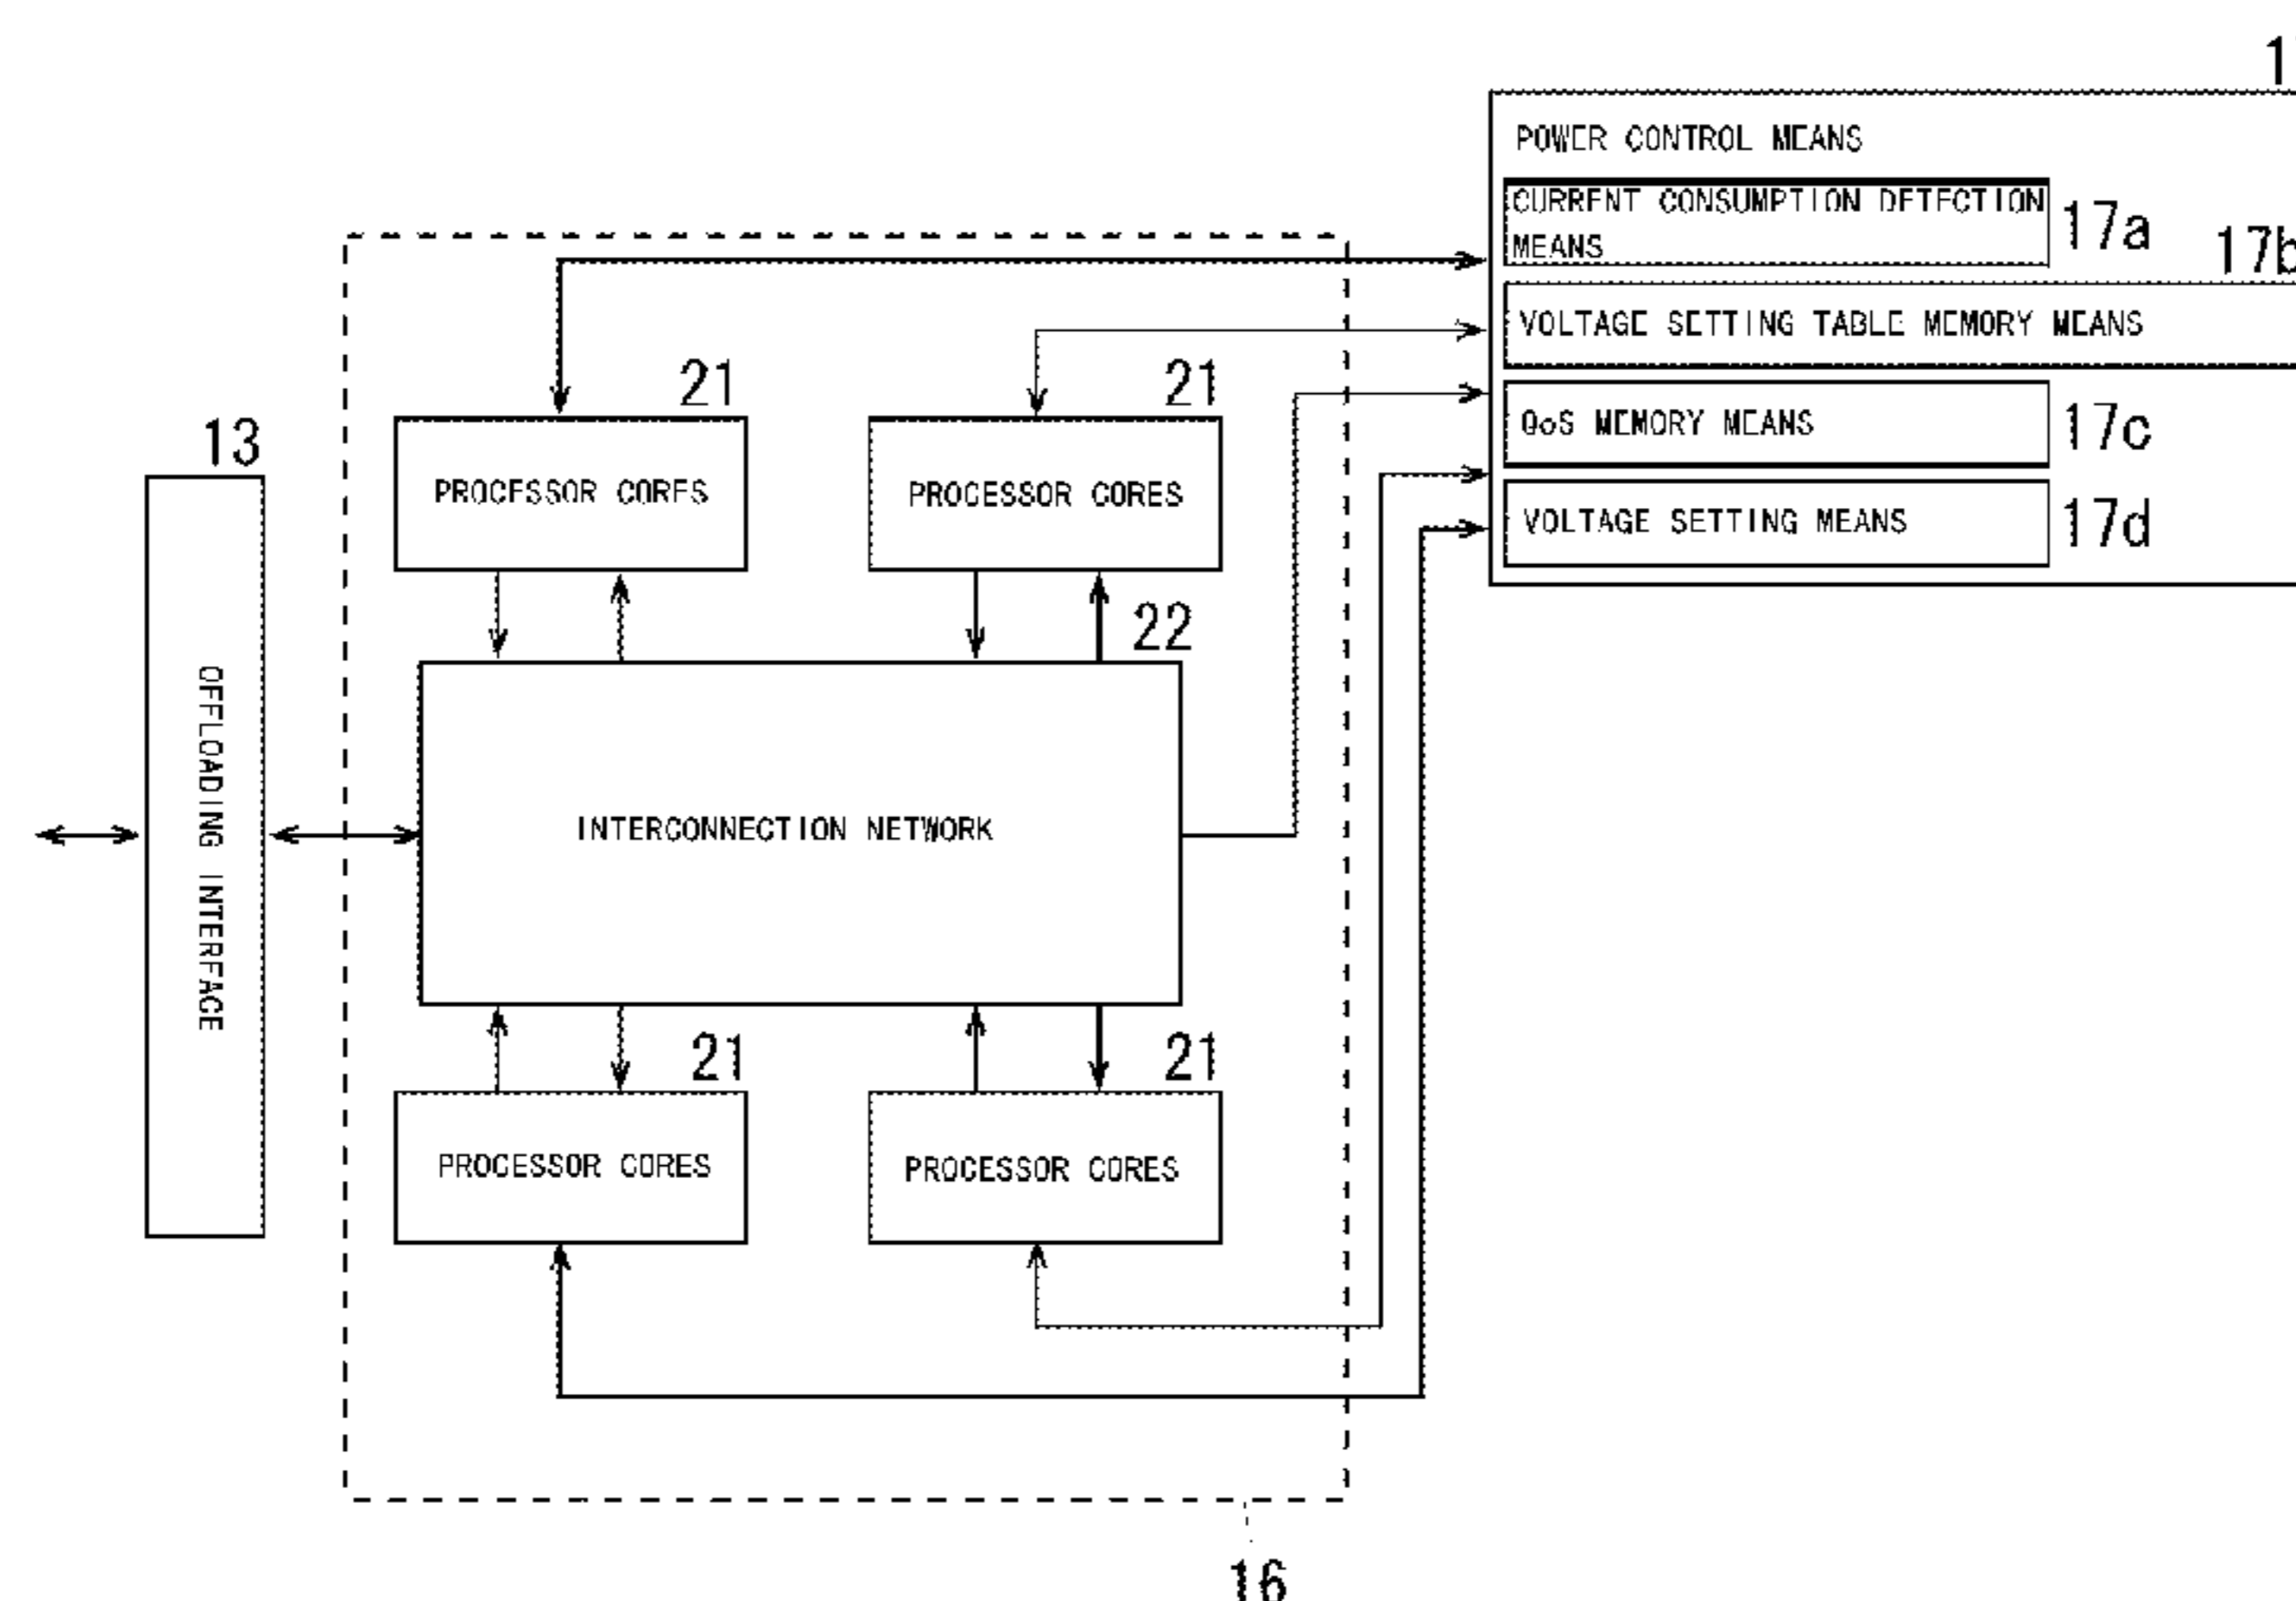 1
POWER CONTROL MEANS
CURRENT CONSUMPTION DETECTION
MEANS
17a
17b
VOLTAGE SETTING TABLE MEMORY MEANS
QoS MEMORY MEANS
17c
VOLTAGE SETTING MEANS
17d
21
21
PROCESSOR CORES
PROCESSOR CORES
13
OFFLOADING INTERFACE
22
INTERCONNECTION NETWORK
21
21
PROCESSOR CORES
PROCESSOR CORES
16